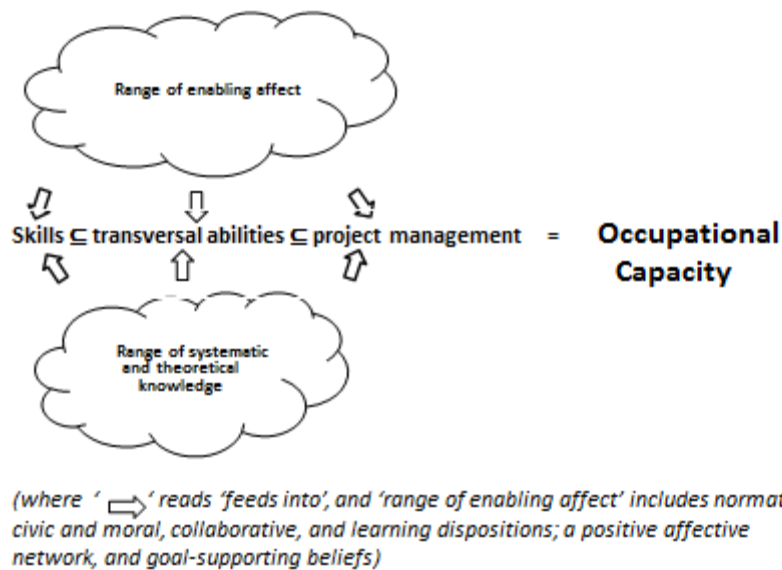 Range of enabling affect
Skills ⊆ transversal abilities ⊆ project management = Occupational
Capacity
Range of systematic
and theoretical
knowledge
(where ‘ ⇨ ‘ reads ‘feeds into’, and ‘range of enabling affect’ includes normat
civic and moral, collaborative, and learning dispositions; a positive affective
network, and goal-supporting beliefs)